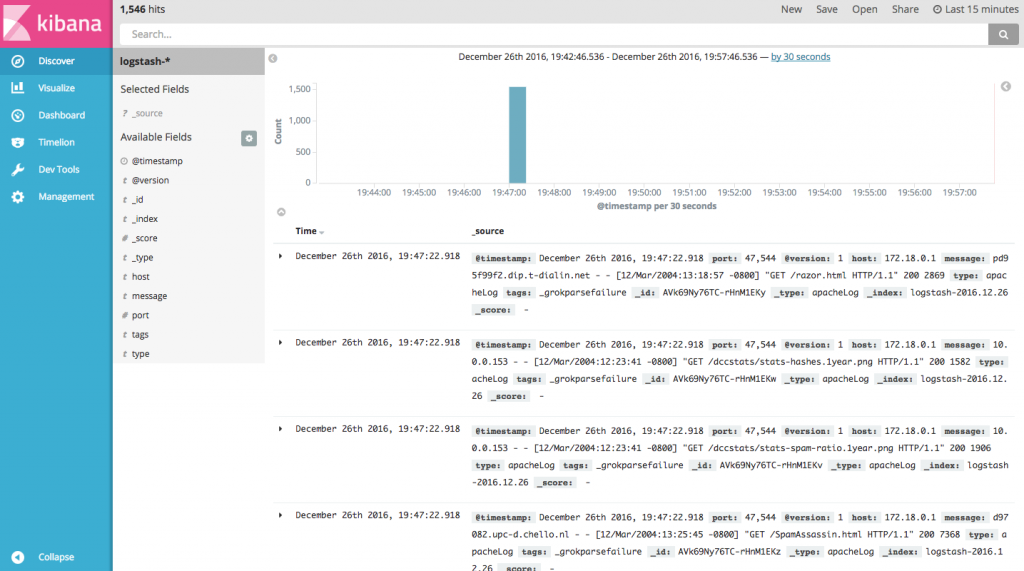 kibana
1,546 hits
New Save Open Share Last 15 minutes
Search...
Discover
Visualize
Dashboard
Timelion
Dev Tools
Management
Collapse
logstash-*
Selected Fields
? _source
Available Fields
@timestamp
t @version
t _id
t _index
# _score
t _type
t host
t message
# port
t tags
t type
December 26th 2016, 19:42:46.536 - December 26th 2016, 19:57:46.536 — by 30 seconds
Count
1,500
1,000
500
0
19:44:00 19:45:00 19:46:00 19:47:00 19:48:00 19:49:00 19:50:00 19:51:00 19:52:00 19:53:00 19:54:00 19:55:00 19:56:00 19:57:00
@timestamp per 30 seconds
Time _source
December 26th 2016, 19:47:22.918 @timestamp: December 26th 2016, 19:47:22.918 port: 47,544 @version: 1 host: 172.18.0.1 message: pd9
5f99f2.dip.t-dialin.net - - [12/Mar/2004:13:18:57 -0800] "GET /razor.html HTTP/1.1" 200 2869 type: apac
heLog tags: _grokparsefailure _id: AVk69Ny76TC-rHnM1EKy _type: apacheLog _index: logstash-2016.12.26
_score: -
December 26th 2016, 19:47:22.918 @timestamp: December 26th 2016, 19:47:22.918 port: 47,544 @version: 1 host: 172.18.0.1 message: 10.
0.0.153 - - [12/Mar/2004:12:23:41 -0800] "GET /dccstats/stats-hashes.1year.png HTTP/1.1" 200 1582 type:
acheLog tags: _grokparsefailure _id: AVk69Ny76TC-rHnM1EKw _type: apacheLog _index: logstash-2016.12.
26 _score: -
December 26th 2016, 19:47:22.918 @timestamp: December 26th 2016, 19:47:22.918 port: 47,544 @version: 1 host: 172.18.0.1 message: 10.
0.0.153 - - [12/Mar/2004:12:23:41 -0800] "GET /dccstats/stats-spam-ratio.1year.png HTTP/1.1" 200 1906
type: apacheLog tags: _grokparsefailure _id: AVk69Ny76TC-rHnM1EKv _type: apacheLog _index: logstash
-2016.12.26 _score: -
December 26th 2016, 19:47:22.918 @timestamp: December 26th 2016, 19:47:22.918 port: 47,544 @version: 1 host: 172.18.0.1 message: d97
082.upc-d.chello.nl - - [12/Mar/2004:13:25:45 -0800] "GET /SpamAssassin.html HTTP/1.1" 200 7368 type: a
pacheLog tags: _grokparsefailure _id: AVk69Ny76TC-rHnM1EKz _type: apacheLog _index: logstash-2016.1
2.26 _score: -